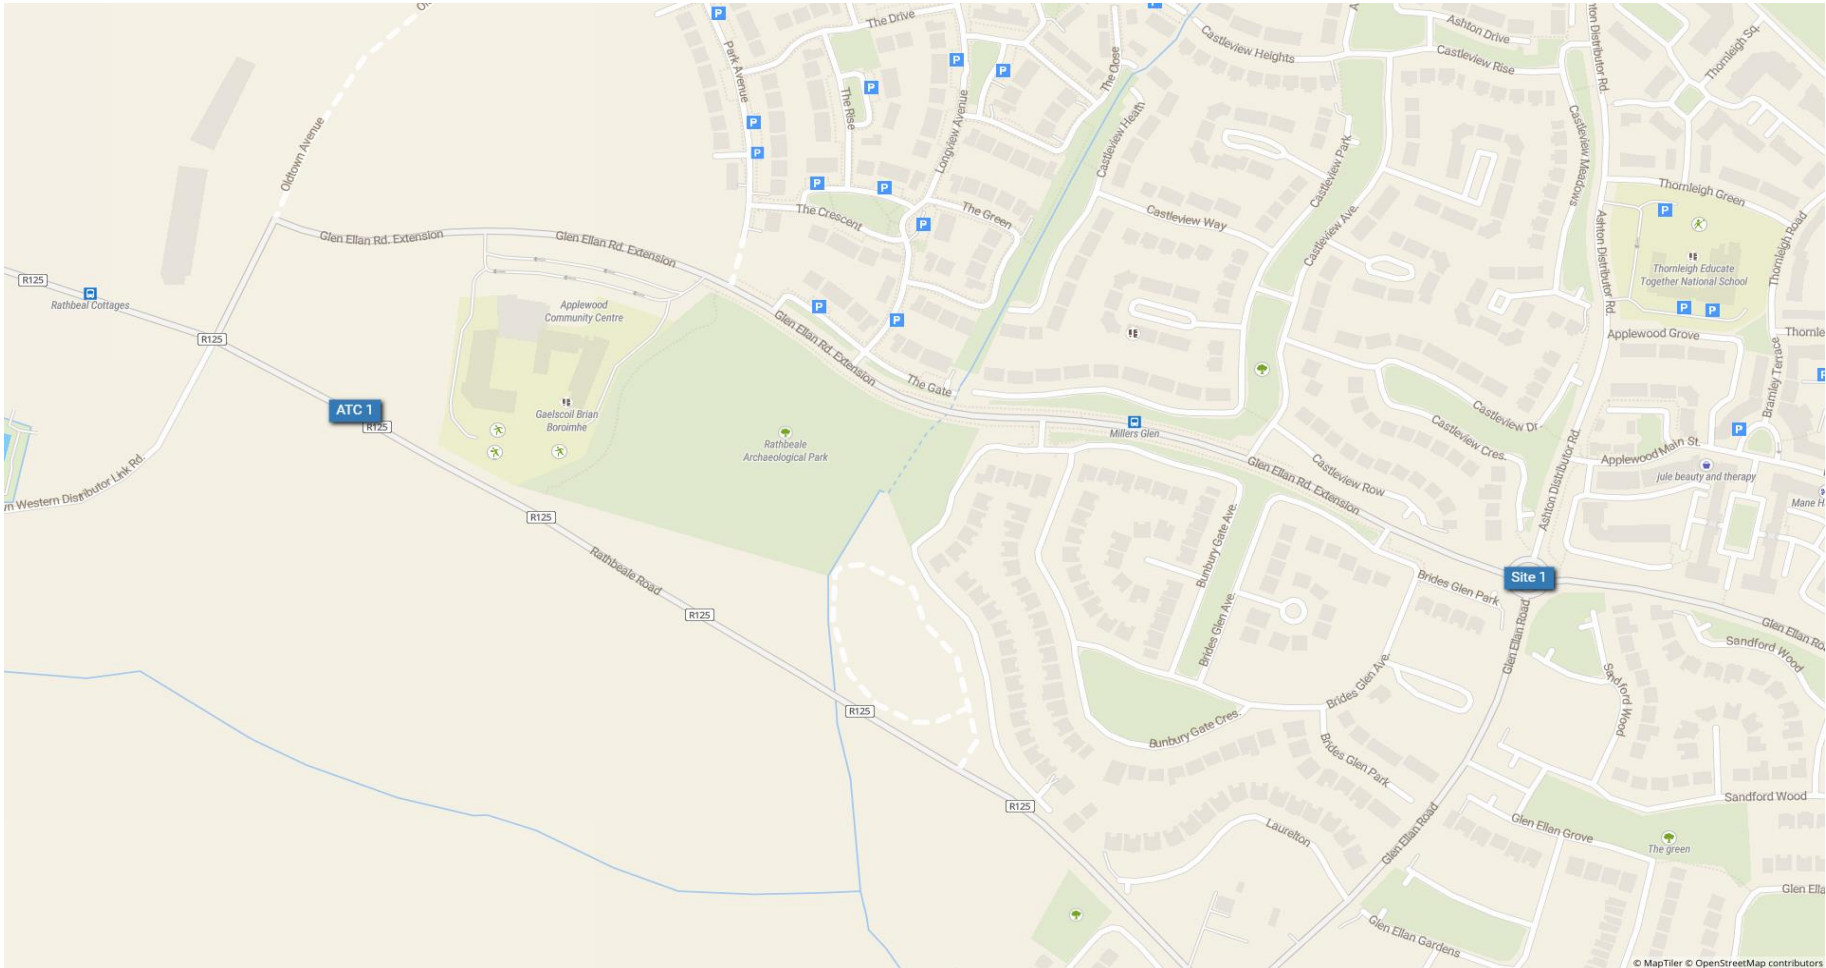 The Drive
Park Avenue
The Rise
Longview Avenue
The Close
Castleview Heights
Ashton Drive
Castleview Rise
Thornleigh Sq.
Ashton Distributor Rd.
Castleview Meadows
Castleview Heath
Castleview Park
Castleview Ave.
Castleview Way
Oldtown Avenue
The Crescent
The Green
Thornleigh Green
Thornleigh Road
Ashton Distributor Rd.
Thornleigh Educate
Together National School
Glen Ellan Rd. Extension
Glen Ellan Rd. Extension
R125
Rathbeal Cottages
Applewood
Community Centre
Glen Ellan Rd. Extension
R125
Applewood Grove
Bramley Terrace
The Gate
ATC 1
R125
Gaelscoil Brian
Boroimhe
Rathbeale
Archaeological Park
Millers Glen
Castleview Dr
Castleview Cres.
Castleview Row
Glen Ellan Rd. Extension
Applewood Main St.
Jule beauty and therapy
Ashton Distributor Rd.
Western Distributor Link Rd.
R125
Rathbeale Road
R125
Bunbury Gate Ave.
Brides Glen Ave.
Brides Glen Park
Site 1
Glen Ellan Road
Sandford Wood
Sandford Wood
Brides Glen Ave.
R125
Bunbury Gate Cres.
Brides Glen Park
R125
Sandford Wood
Laurelton
Glen Ellan Road
Glen Ellan Grove
The green
Glen Ellan Gardens
© MapTiler © OpenStreetMap contributors